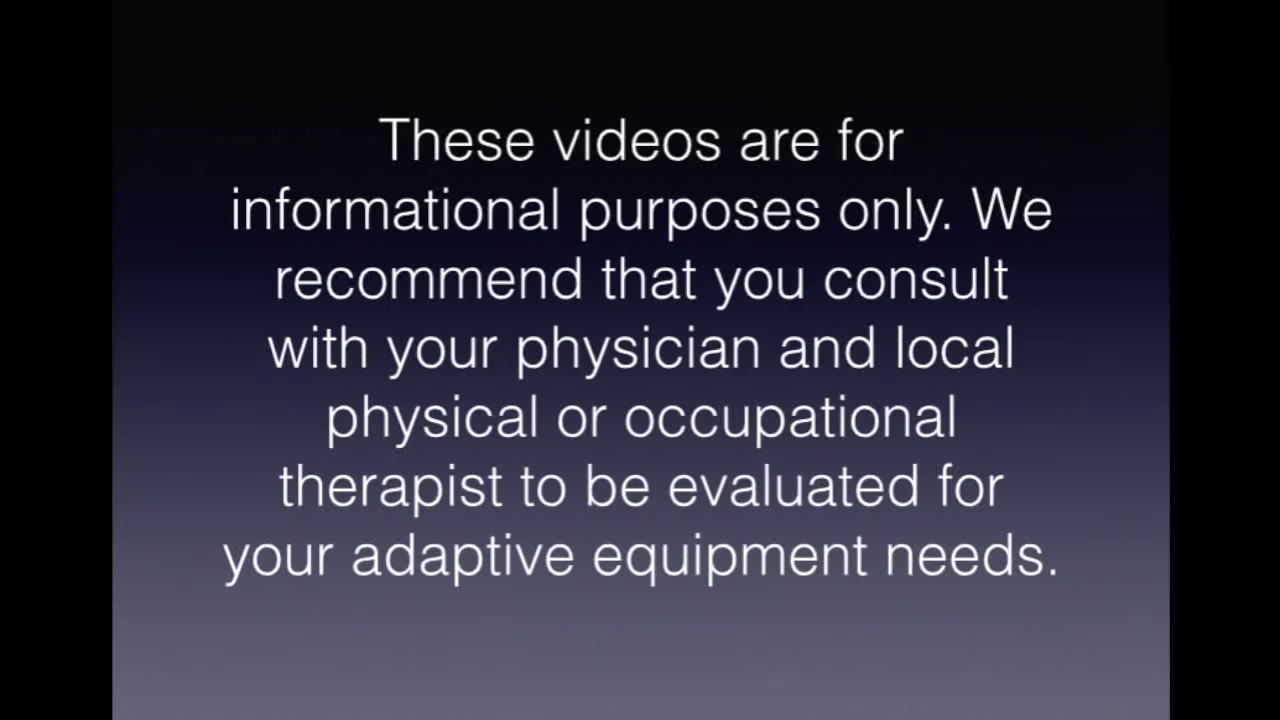 These videos are for
informational purposes only. We
recommend that you consult
with your physician and local
physical or occupational
therapist to be evaluated for
your adaptive equipment needs.